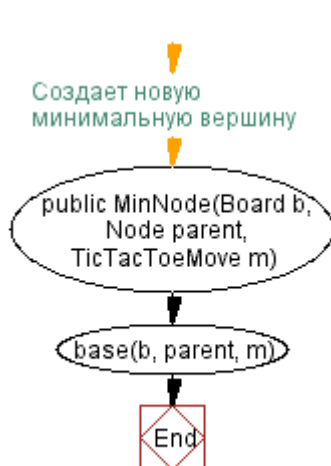 Создает новую
минимальную вершину
public MinNode(Board b,
Node parent,
TicTacToeMove m)
base(b, parent, m)
End